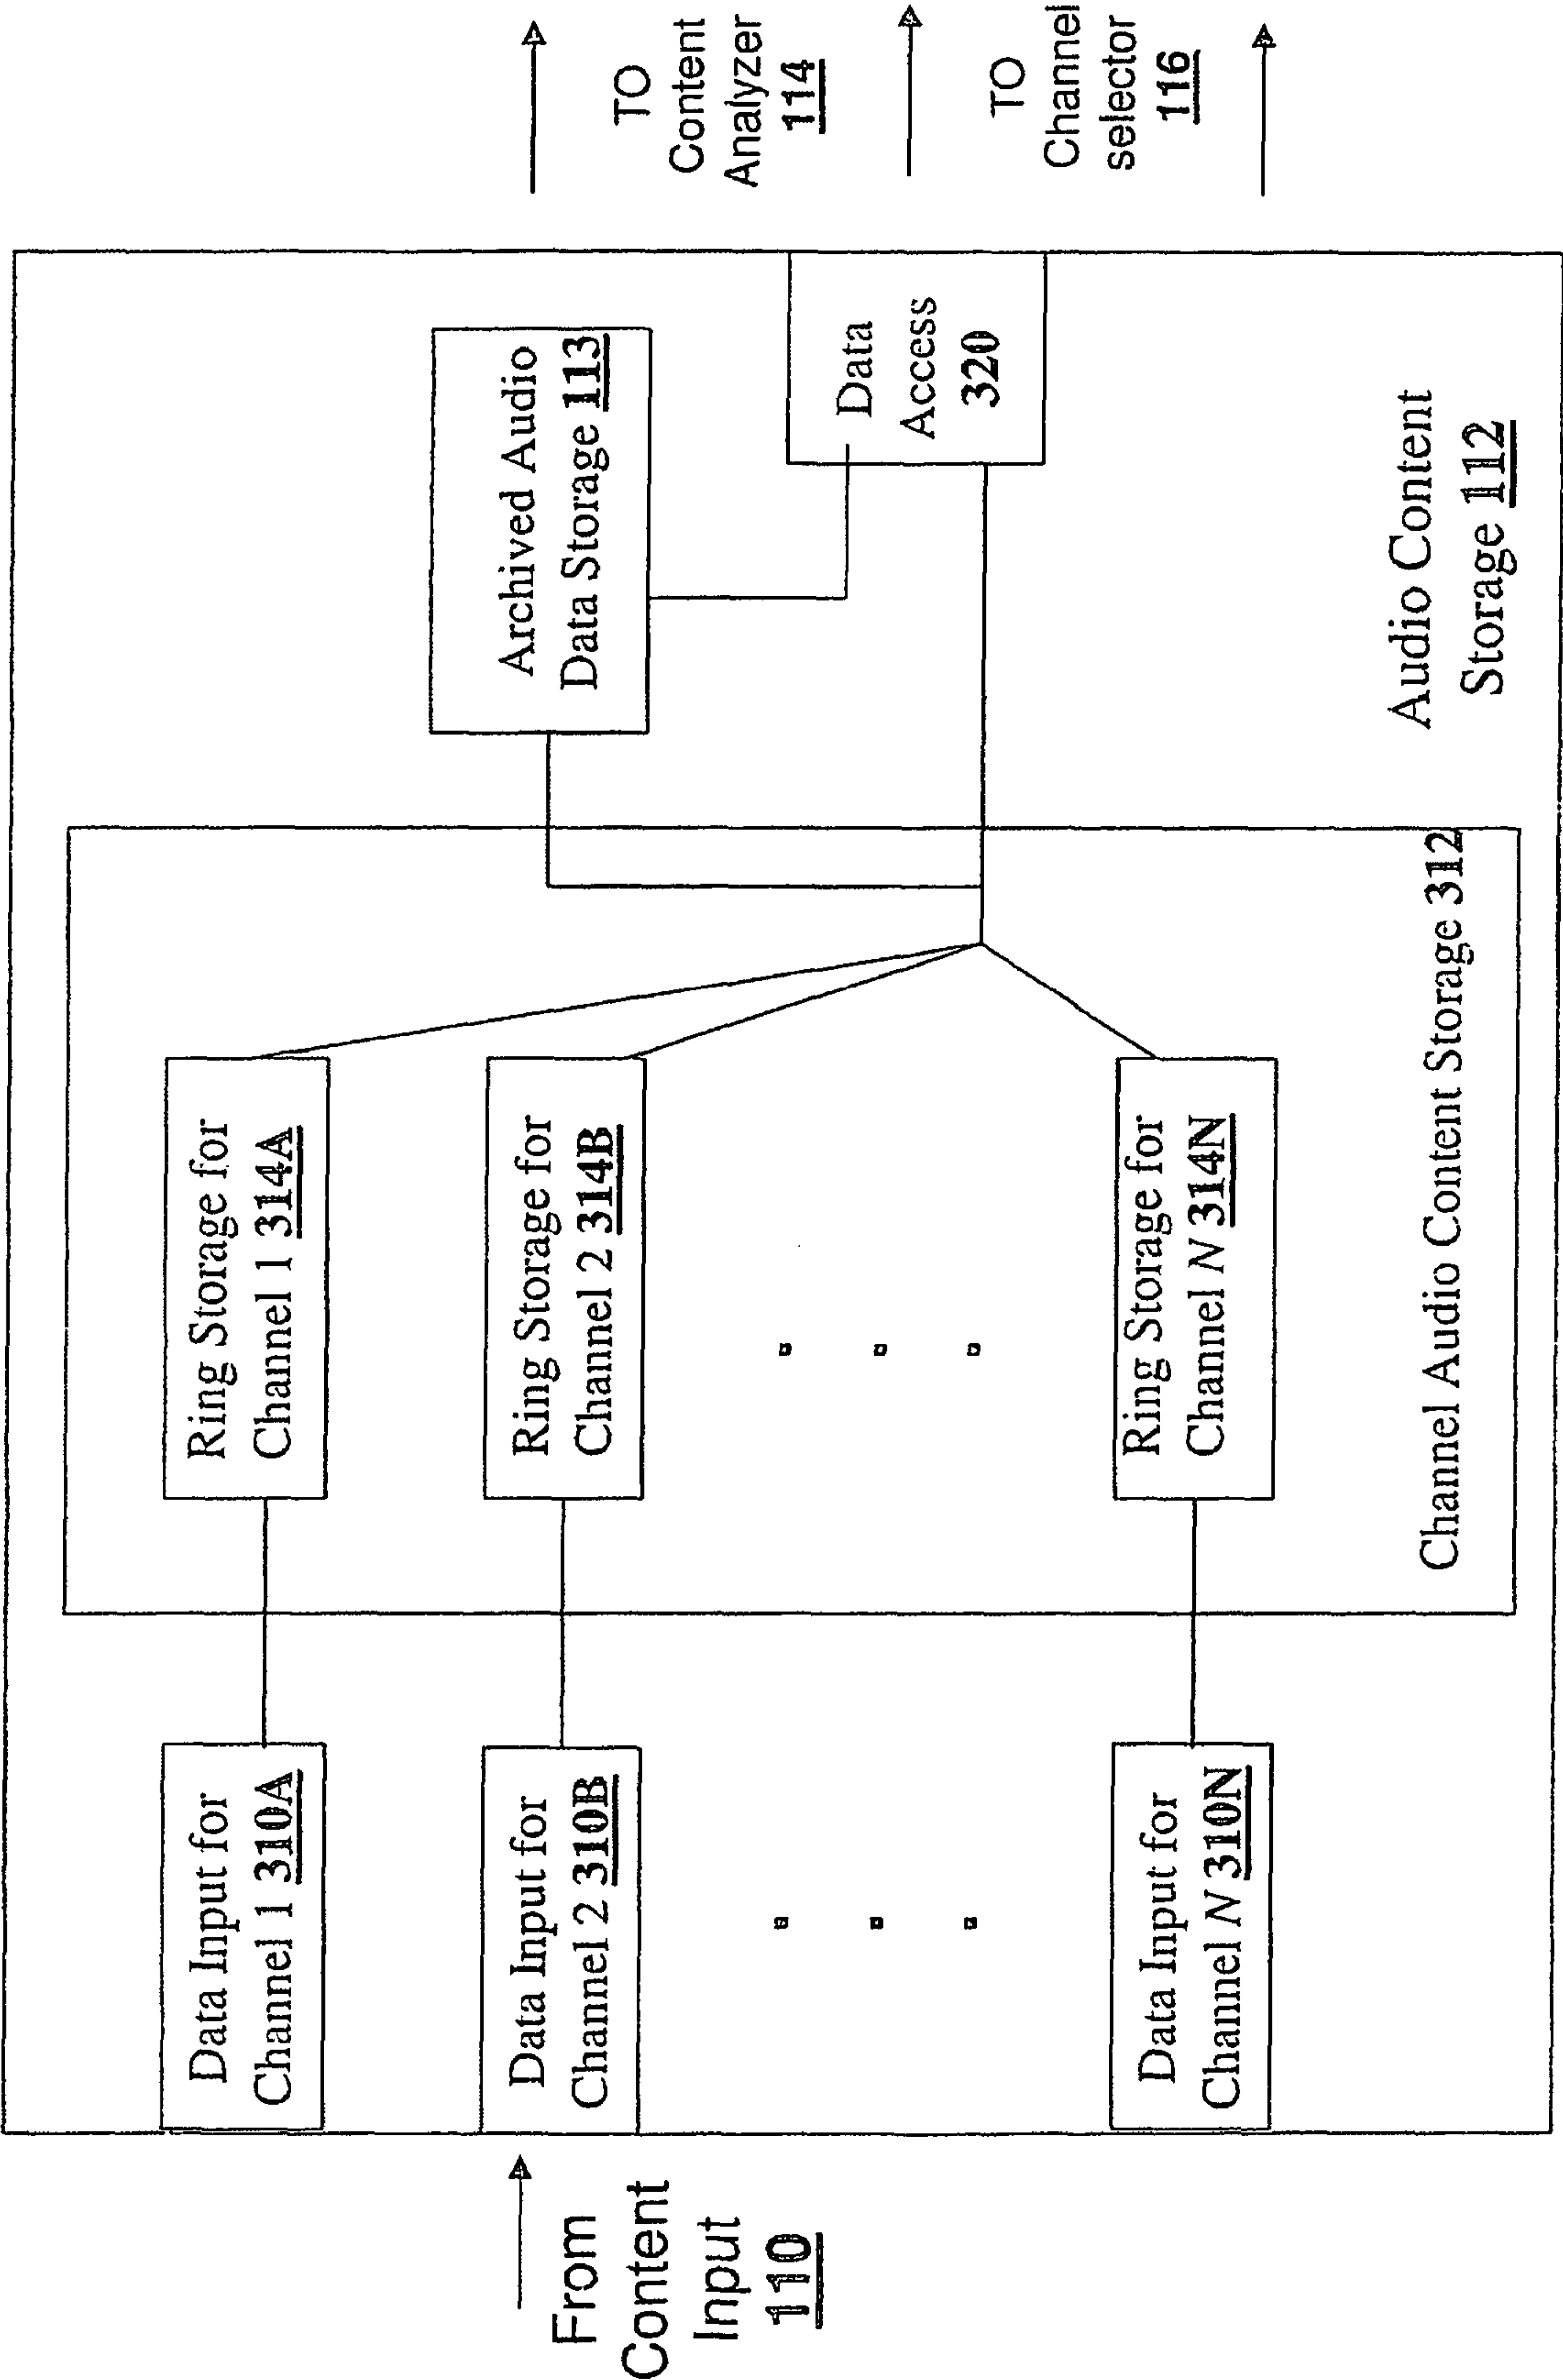 From
Content
Input
110
Data Input for
Channel 1 310A
Data Input for
Channel 2 310B
Data Input for
Channel N 310N
Ring Storage for
Channel 1 314A
Ring Storage for
Channel 2 314B
Ring Storage for
Channel N 314N
Channel Audio Content Storage 312
Archived Audio
Data Storage 113
Data
Access
320
Audio Content
Storage 112
TO
Content
Analyzer
114
TO
Channel
selector
116